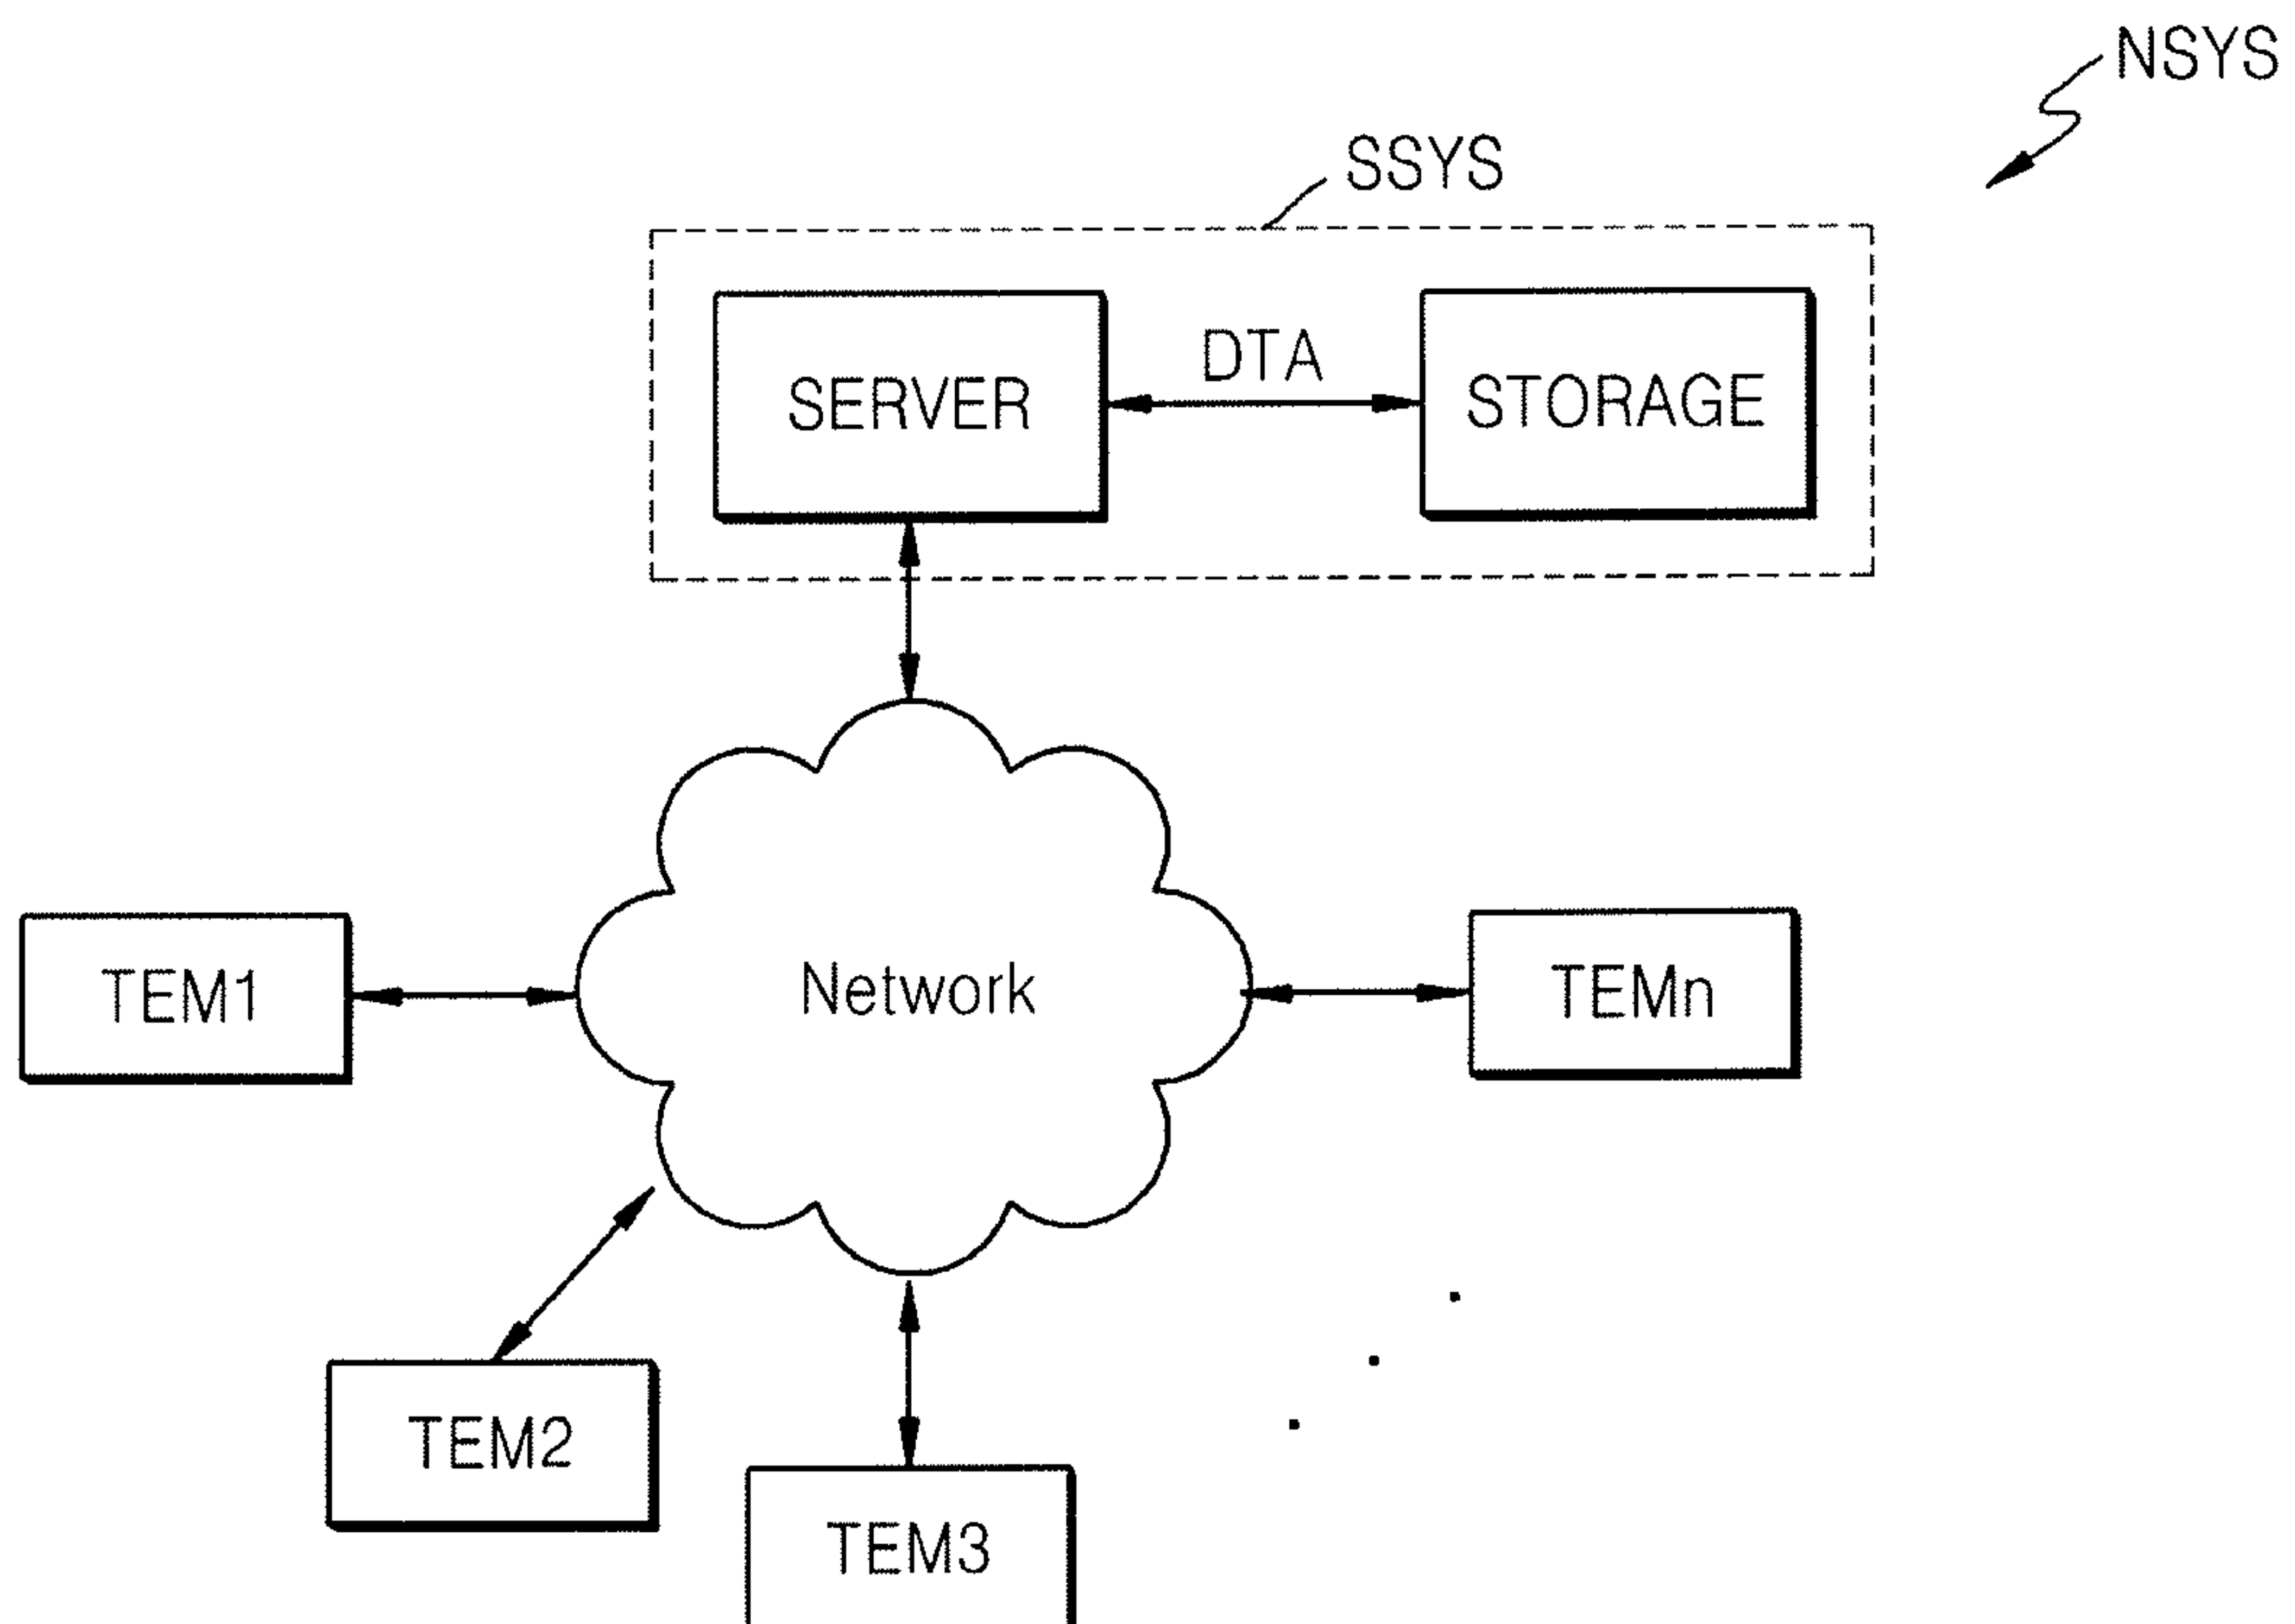 NSYS
SSYS
SERVER
DTA
STORAGE
Network
TEM1
TEMn
TEM2
TEM3